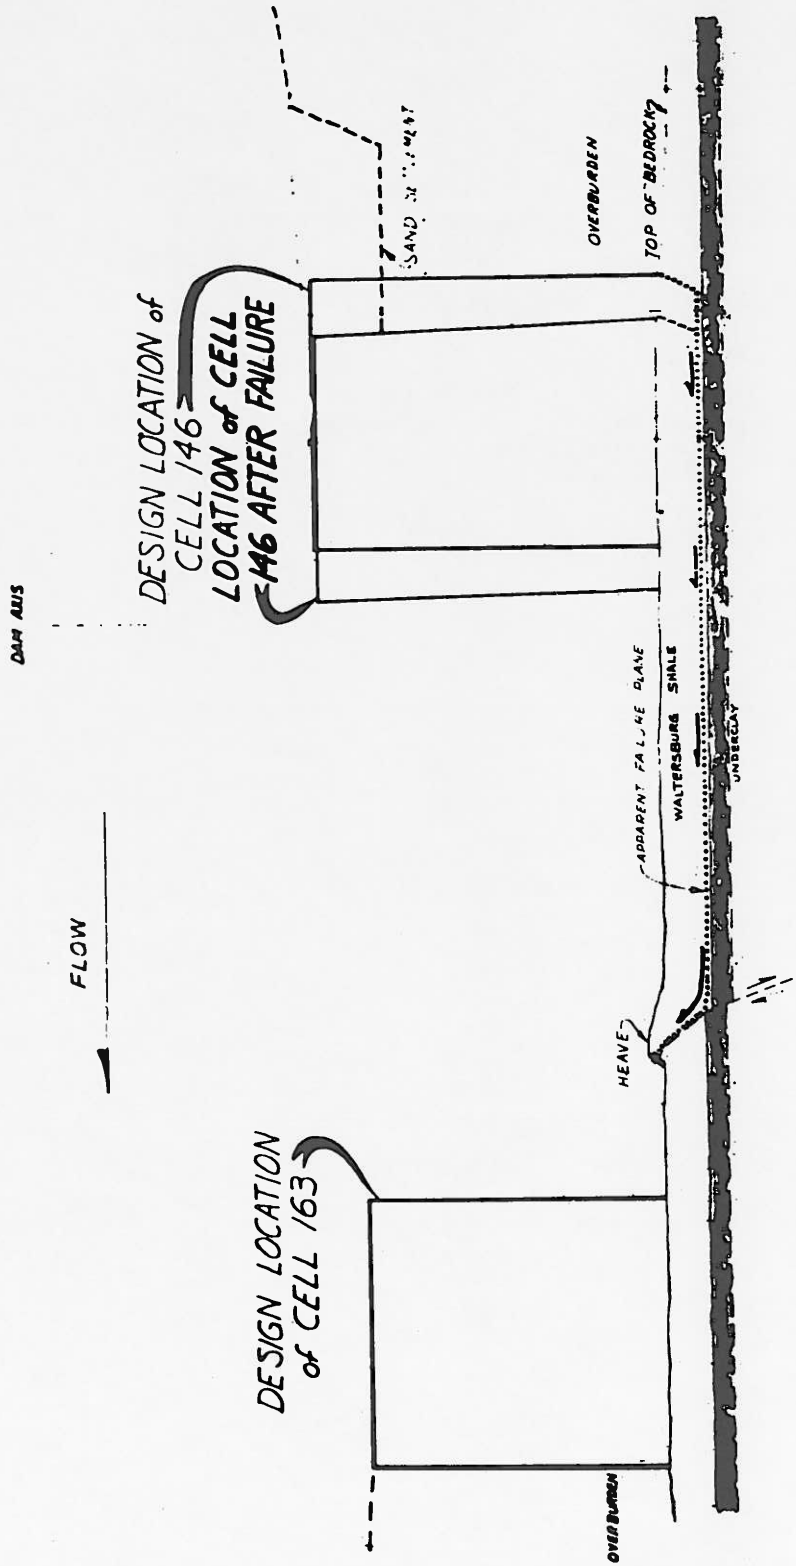 DAM AXIS
FLOW
DESIGN LOCATION of
CELL 146
LOCATION of CELL
146 AFTER FAILURE
DESIGN LOCATION
of CELL 163
SAND
OVERBURDEN
TOP OF BEDROCK
APPARENT FAILURE PLANE
WALTERSBURG SHALE
UNDERCLAY
HEAVE
OVERBURDEN